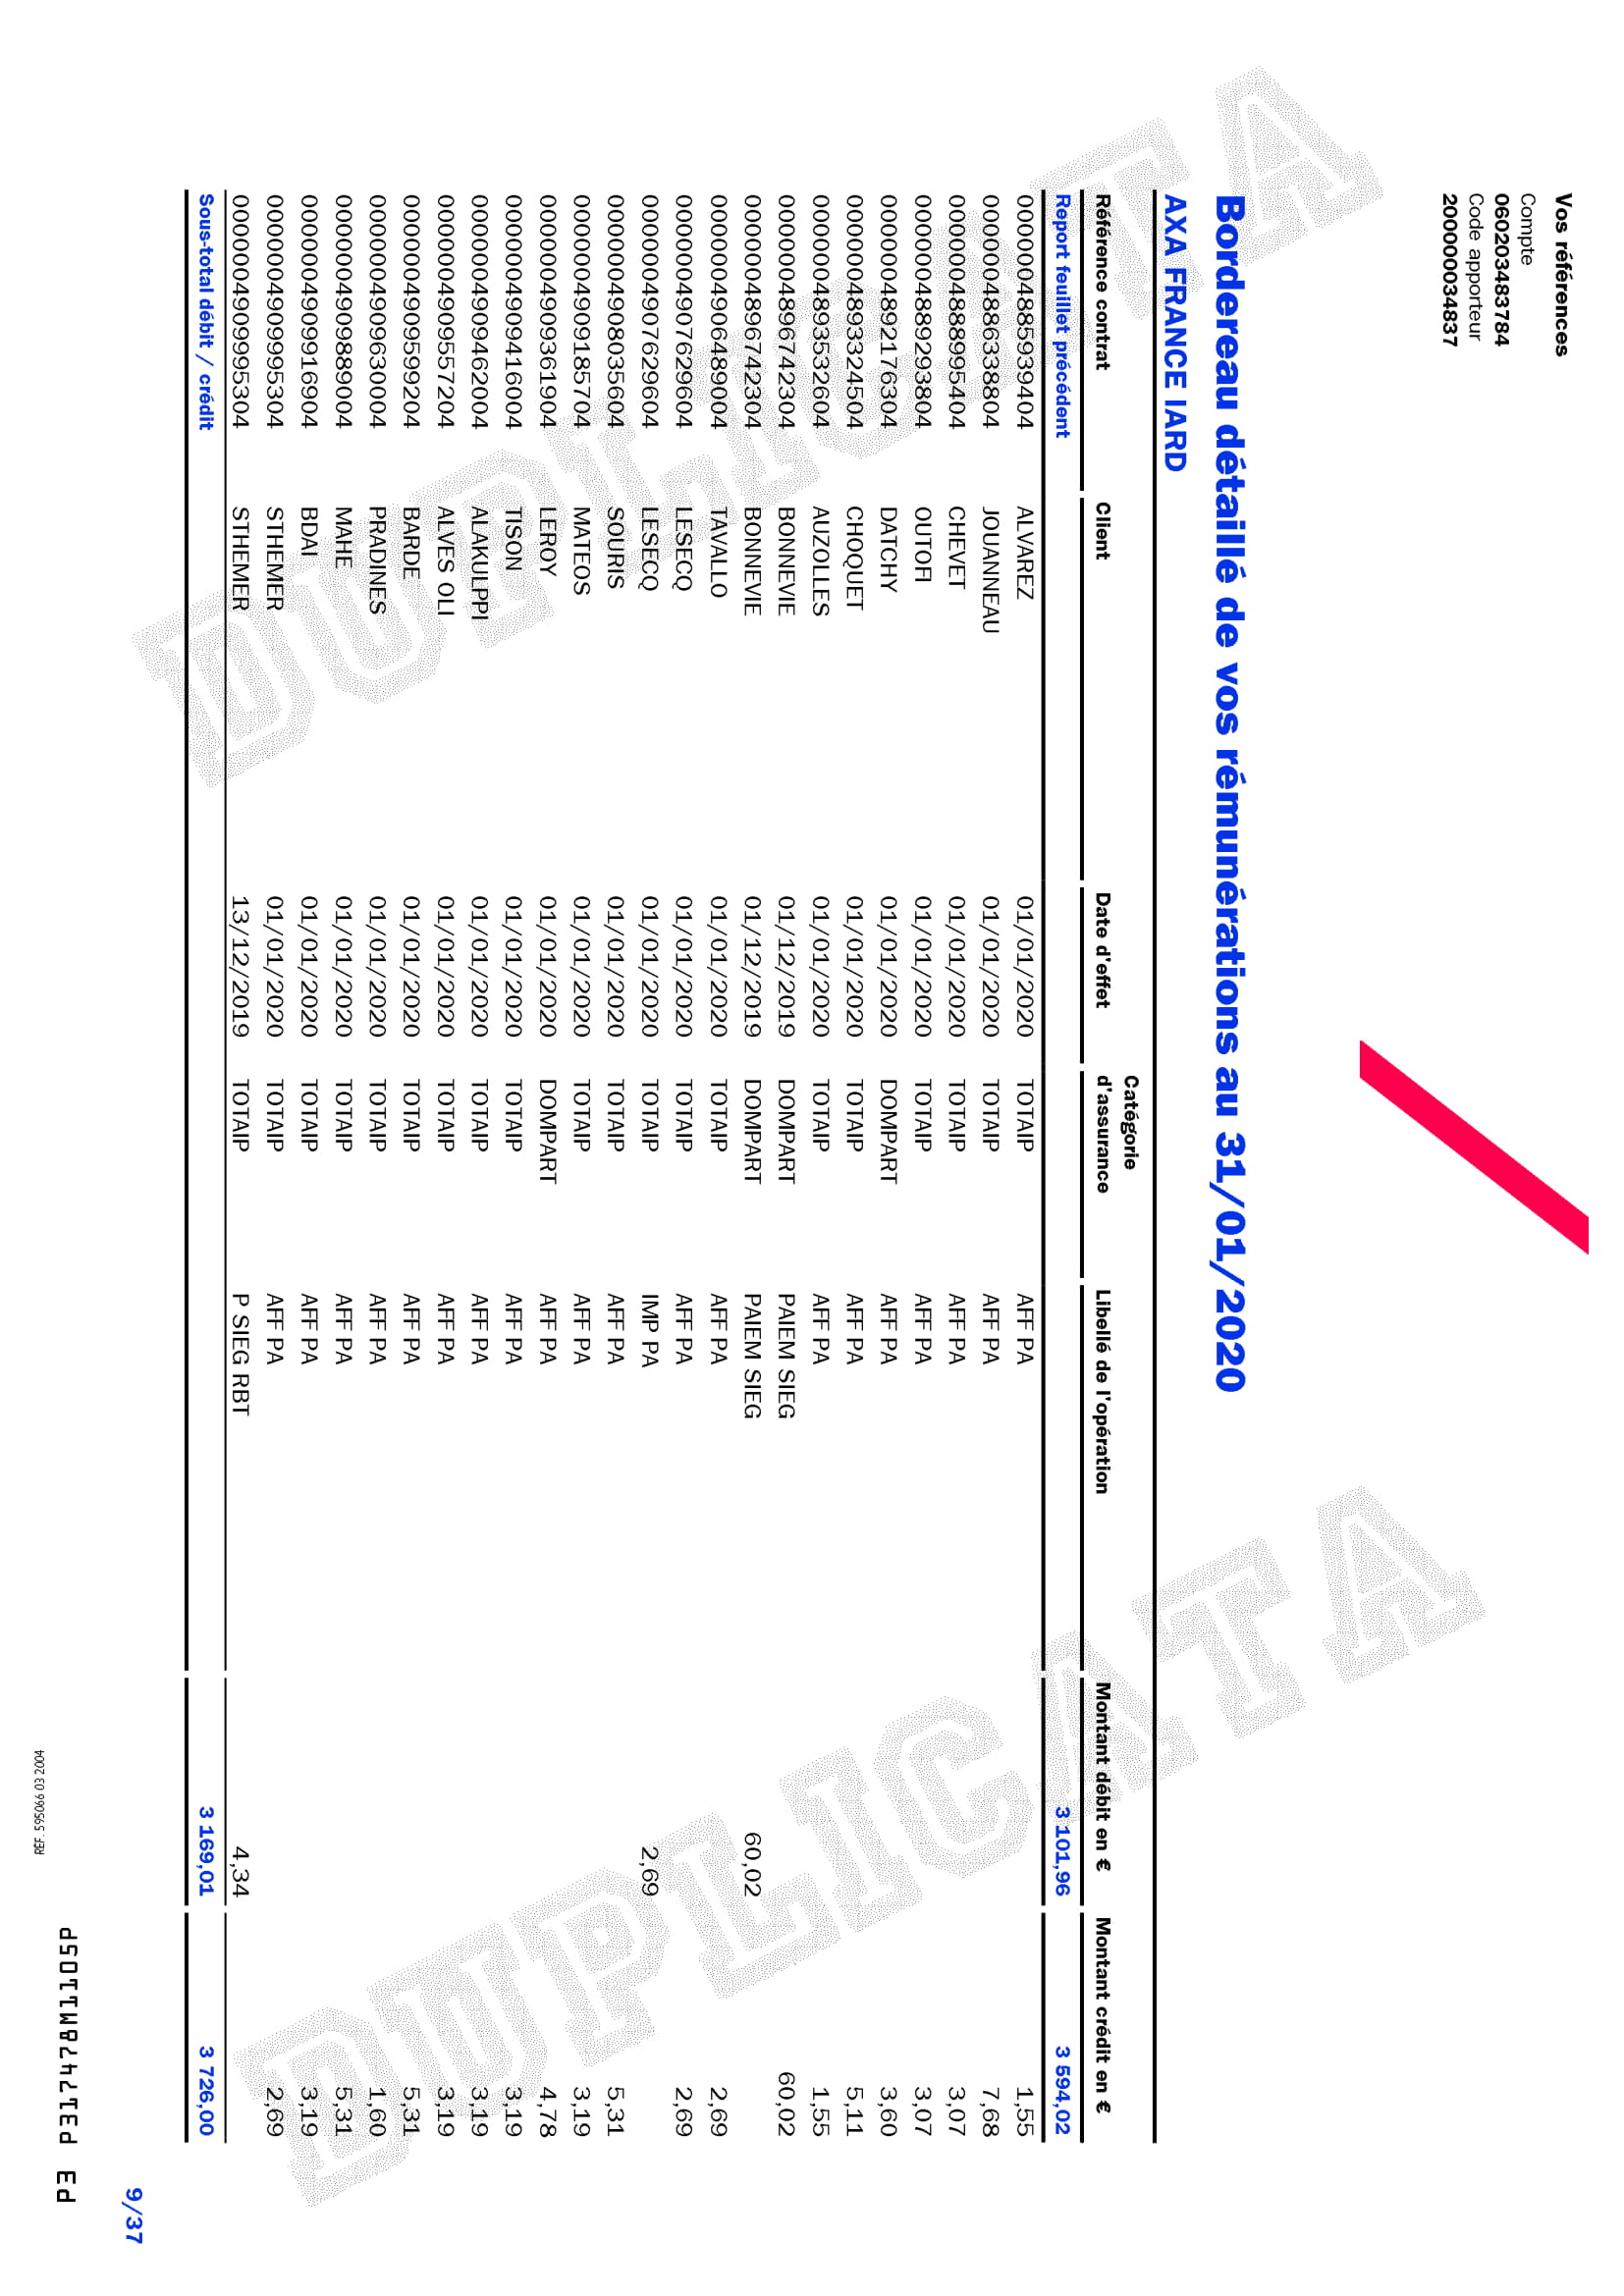 Vos références
Compte
060203483784
Code apporteur
2000000034837
Bordereau détaillé de vos rémunérations au 31/01/2020
AXA FRANCE IARD
Référence contrat Client Date d'effet Catégorie d'assurance Libellé de l'opération Montant débit en € Montant crédit en €
Report feuillet précédent 3 101,96 3 594,02
0000004885939404 ALVAREZ 01/01/2020 TOTAIP AFF PA 1,55
0000004886338804 JOUANNEAU 01/01/2020 TOTAIP AFF PA 7,68
0000004888995404 CHEVET 01/01/2020 TOTAIP AFF PA 3,07
0000004889293804 OUTOFI 01/01/2020 TOTAIP AFF PA 3,07
0000004892176304 DATCHY 01/01/2020 DOMPART AFF PA 3,60
0000004893324504 CHOQUET 01/01/2020 TOTAIP AFF PA 5,11
0000004893532604 AUZOLLES 01/01/2020 TOTAIP AFF PA 1,55
0000004896742304 BONNEVIE 01/12/2019 DOMPART PAIEM SIEG 60,02
0000004896742304 BONNEVIE 01/12/2019 DOMPART PAIEM SIEG 60,02
0000004906489004 TAVALLO 01/01/2020 TOTAIP AFF PA 2,69
0000004907629604 LESECQ 01/01/2020 TOTAIP AFF PA 2,69
0000004907629604 LESECQ 01/01/2020 TOTAIP IMP PA 2,69
0000004908035604 SOURIS 01/01/2020 TOTAIP AFF PA 5,31
0000004909185704 MATEOS 01/01/2020 TOTAIP AFF PA 3,19
0000004909361904 LEROY 01/01/2020 DOMPART AFF PA 4,78
0000004909416004 TISON 01/01/2020 TOTAIP AFF PA 3,19
0000004909462004 ALAKULPPI 01/01/2020 TOTAIP AFF PA 3,19
0000004909557204 ALVES OLI 01/01/2020 TOTAIP AFF PA 3,19
0000004909599204 BARDE 01/01/2020 TOTAIP AFF PA 5,31
0000004909630004 PRADINES 01/01/2020 TOTAIP AFF PA 1,60
0000004909889004 MAHE 01/01/2020 TOTAIP AFF PA 5,31
0000004909916904 BDAI 01/01/2020 TOTAIP AFF PA 3,19
0000004909995304 STHEMER 01/01/2020 TOTAIP AFF PA 2,69
0000004909995304 STHEMER 13/12/2019 TOTAIP P SIEG RBT 4,34
Sous-total débit / crédit 3 169,01 3 726,00
DUPLICATA
DUPLICATA
9/37
REF. 595066 03 2004